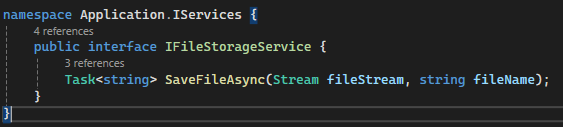 namespace Application.IServices {
4 references
public interface IFileStorageService {
3 references
Task<string> SaveFileAsync(Stream fileStream, string fileName);
}
}